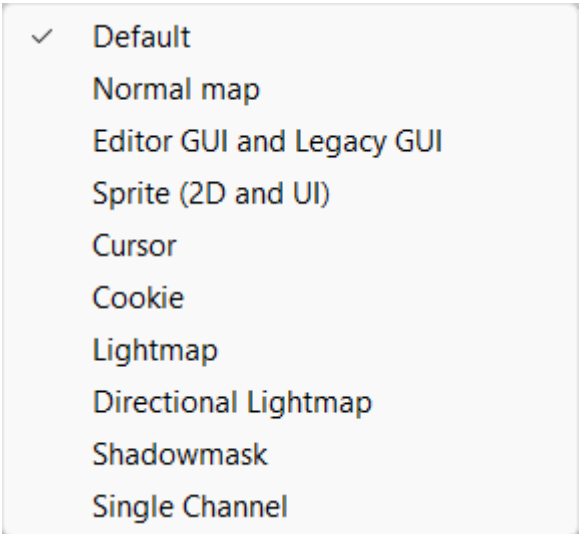 Default
Normal map
Editor GUI and Legacy GUI
Sprite (2D and UI)
Cursor
Cookie
Lightmap
Directional Lightmap
Shadowmask
Single Channel